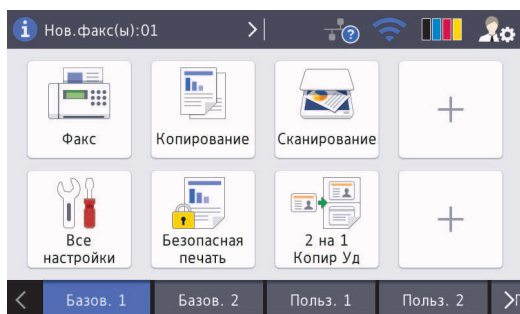 Нов.факс(ы):01
Факс
Копирование
Сканирование
Все
настройки
Безопасная
печать
2 на 1
Копир Уд
Базов. 1
Базов. 2
Польз. 1
Польз. 2